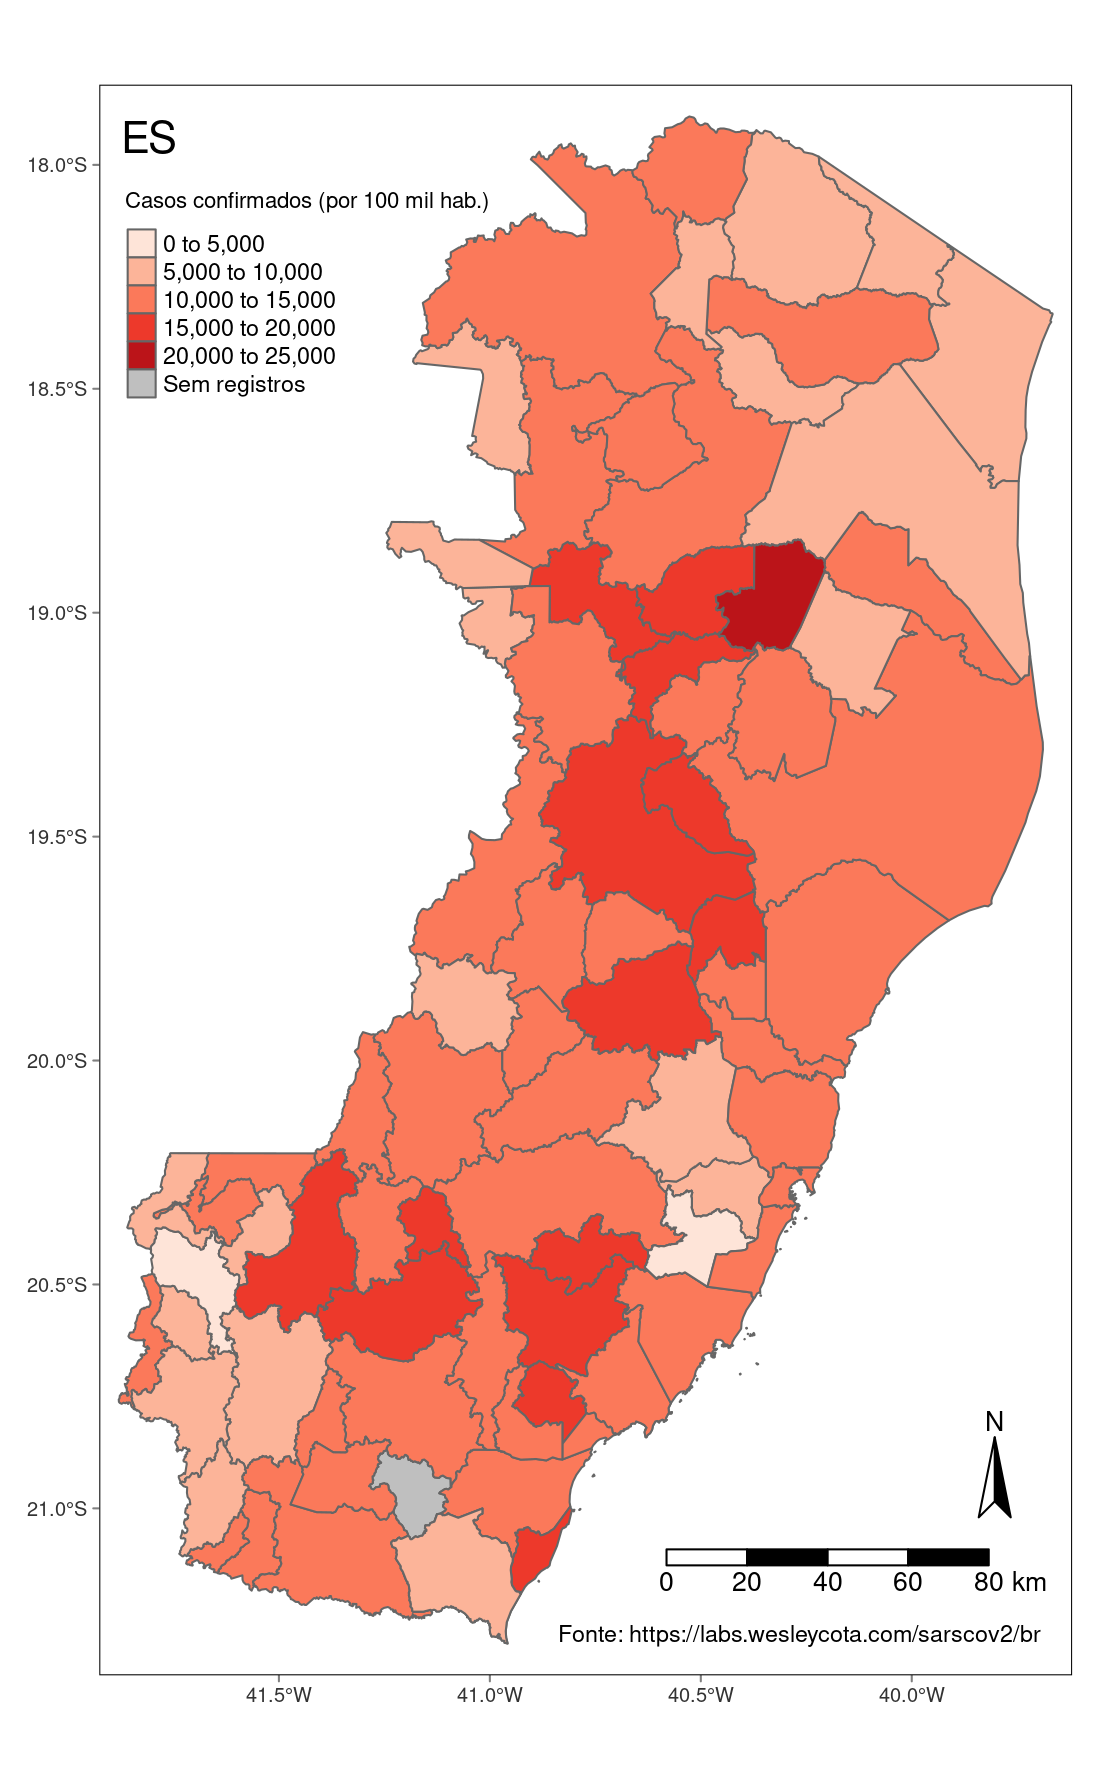 ES
Casos confirmados (por 100 mil hab.)
0 to 5,000
5,000 to 10,000
10,000 to 15,000
15,000 to 20,000
20,000 to 25,000
Sem registros
18.0°S
18.5°S
19.0°S
19.5°S
20.0°S
20.5°S
21.0°S
N
0 20 40 60 80 km
Fonte: https://labs.wesleycota.com/sarscov2/br
41.5°W 41.0°W 40.5°W 40.0°W